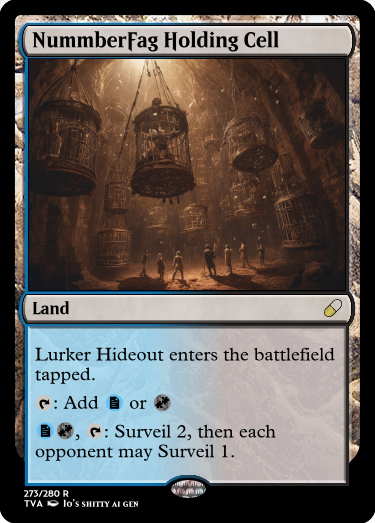 NummberFag Holding Cell
Land
Lurker Hideout enters the battlefield
tapped.
: Add or
, : Surveil 2, then each
opponent may Surveil 1.
273/280 R
TVA Io's SHITTY AI GEN